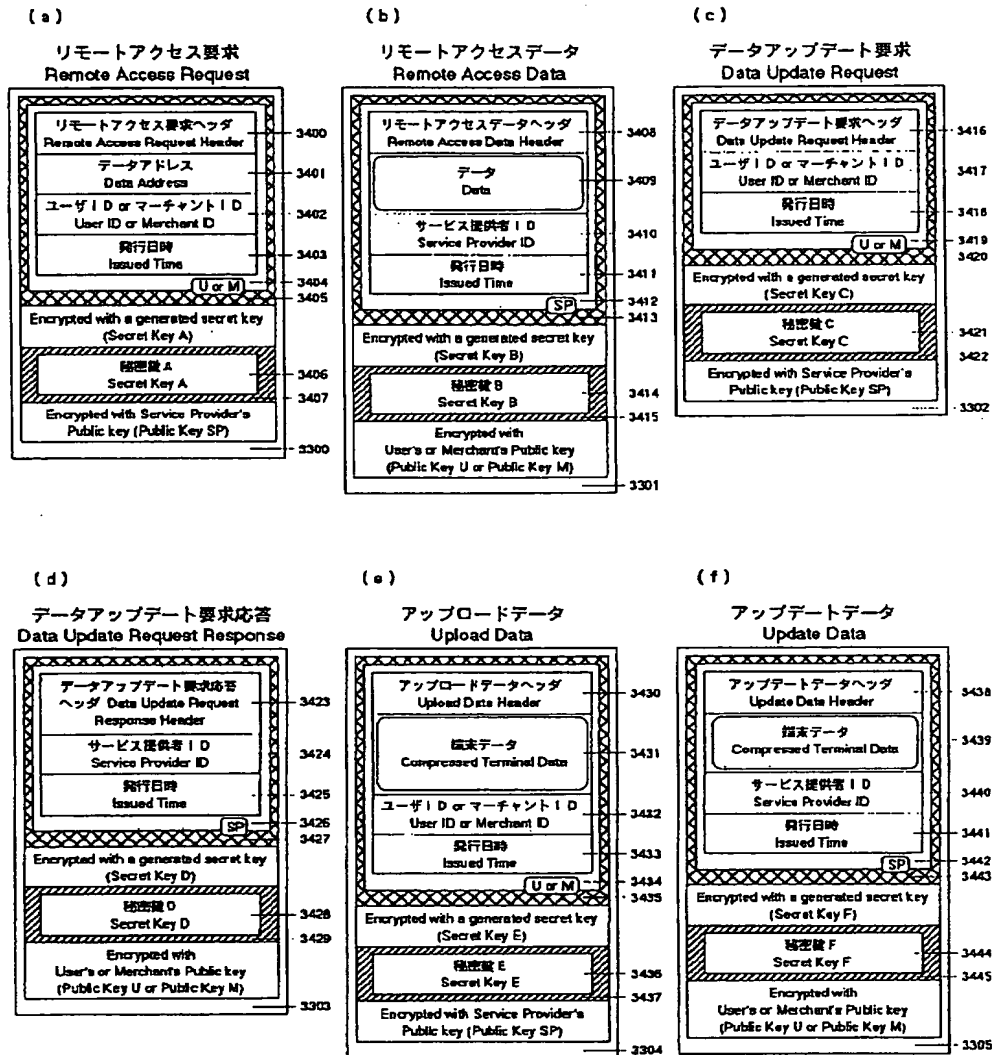 (a)
リモートアクセス要求
Remote Access Request
リモートアクセス要求ヘッダ
Remote Access Request Header
3400
データアドレス
Data Address
3401
ユーザID or マーチャントID
User ID or Merchant ID
3402
発行日時
Issued Time
3403
U or M
3404
3405
Encrypted with a generated secret key
(Secret Key A)
秘密鍵A
Secret Key A
3406
3407
Encrypted with Service Provider's
Public key (Public Key SP)
3300
(b)
リモートアクセスデータ
Remote Access Data
リモートアクセスデータヘッダ
Remote Access Data Header
3408
データ
Data
3409
サービス提供者ID
Service Provider ID
3410
発行日時
Issued Time
3411
SP
3412
3413
Encrypted with a generated secret key
(Secret Key B)
秘密鍵B
Secret Key B
3414
3415
Encrypted with
User's or Merchant's Public key
(Public Key U or Public Key M)
3301
(c)
データアップデート要求
Data Update Request
データアップデート要求ヘッダ
Data Update Request Header
3416
ユーザID or マーチャントID
User ID or Merchant ID
3417
発行日時
Issued Time
3418
U or M
3419
3420
Encrypted with a generated secret key
(Secret Key C)
秘密鍵C
Secret Key C
3421
3422
Encrypted with Service Provider's
Public key (Public Key SP)
3302
(d)
データアップデート要求応答
Data Update Request Response
データアップデート要求応答
ヘッダ Data Update Request
Response Header
3423
サービス提供者ID
Service Provider ID
3424
発行日時
Issued Time
3425
SP
3426
3427
Encrypted with a generated secret key
(Secret Key D)
秘密鍵D
Secret Key D
3428
3429
Encrypted with
User's or Merchant's Public key
(Public Key U or Public Key M)
3303
(e)
アップロードデータ
Upload Data
アップロードデータヘッダ
Upload Data Header
3430
端末データ
Compressed Terminal Data
3431
ユーザID or マーチャントID
User ID or Merchant ID
3432
発行日時
Issued Time
3433
U or M
3434
3435
Encrypted with a generated secret key
(Secret Key E)
秘密鍵E
Secret Key E
3436
3437
Encrypted with Service Provider's
Public key (Public Key SP)
3304
(f)
アップデートデータ
Update Data
アップデートデータヘッダ
Update Data Header
3438
端末データ
Compressed Terminal Data
3439
サービス提供者ID
Service Provider ID
3440
発行日時
Issued Time
3441
SP
3442
3443
Encrypted with a generated secret key
(Secret Key F)
秘密鍵F
Secret Key F
3444
3445
Encrypted with
User's or Merchant's Public key
(Public Key U or Public Key M)
3305